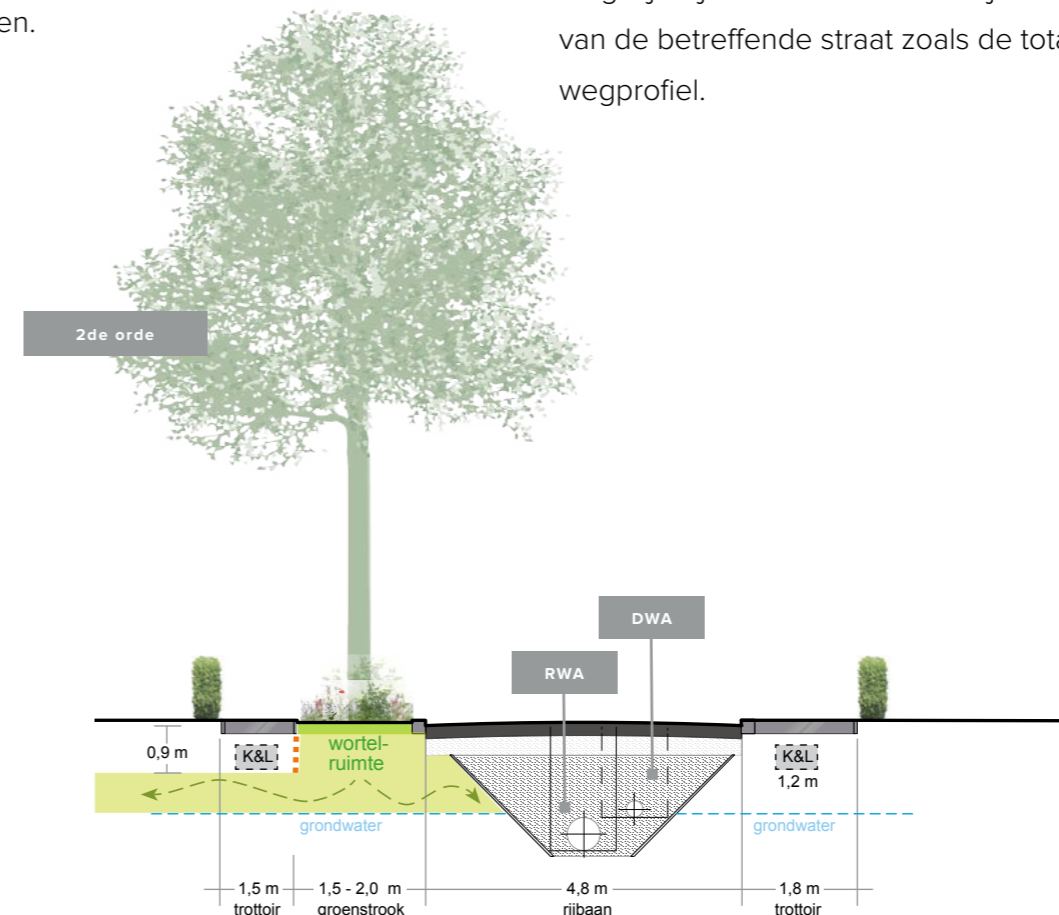 en.
van de betreffende straat zoals de tota
wegprofiel.
2de orde
DWA
RWA
0,9 m
K&L
wortel-
ruimte
K&L
1,2 m
grondwater
grondwater
1,5 m
1,5 - 2,0 m
4,8 m
1,8 m
trottoir
groenstrook
rijbaan
trottoir